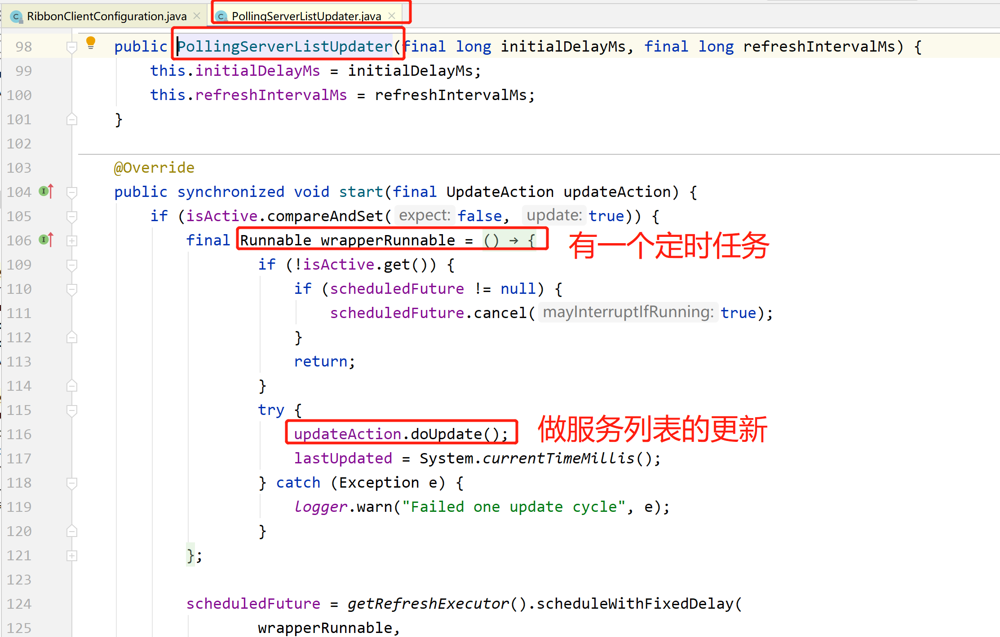 RibbonClientConfiguration.java PollingServerListUpdater.java
98 public PollingServerListUpdater(final long initialDelayMs, final long refreshIntervalMs) {
99 this.initialDelayMs = initialDelayMs;
100 this.refreshIntervalMs = refreshIntervalMs;
101 }
102
103 @Override
104 public synchronized void start(final UpdateAction updateAction) {
105 if (isActive.compareAndSet( expect: false, update: true)) {
106 final Runnable wrapperRunnable = () → { 有一个定时任务
109 if (!isActive.get()) {
110 if (scheduledFuture != null) {
111 scheduledFuture.cancel( mayInterruptIfRunning: true);
112 }
113 return;
114 }
115 try {
116 updateAction.doUpdate(); 做服务列表的更新
117 lastUpdated = System.currentTimeMillis();
118 } catch (Exception e) {
119 logger.warn("Failed one update cycle", e);
120 }
121 };
123
124 scheduledFuture = getRefreshExecutor().scheduleWithFixedDelay(
125 wrapperRunnable,